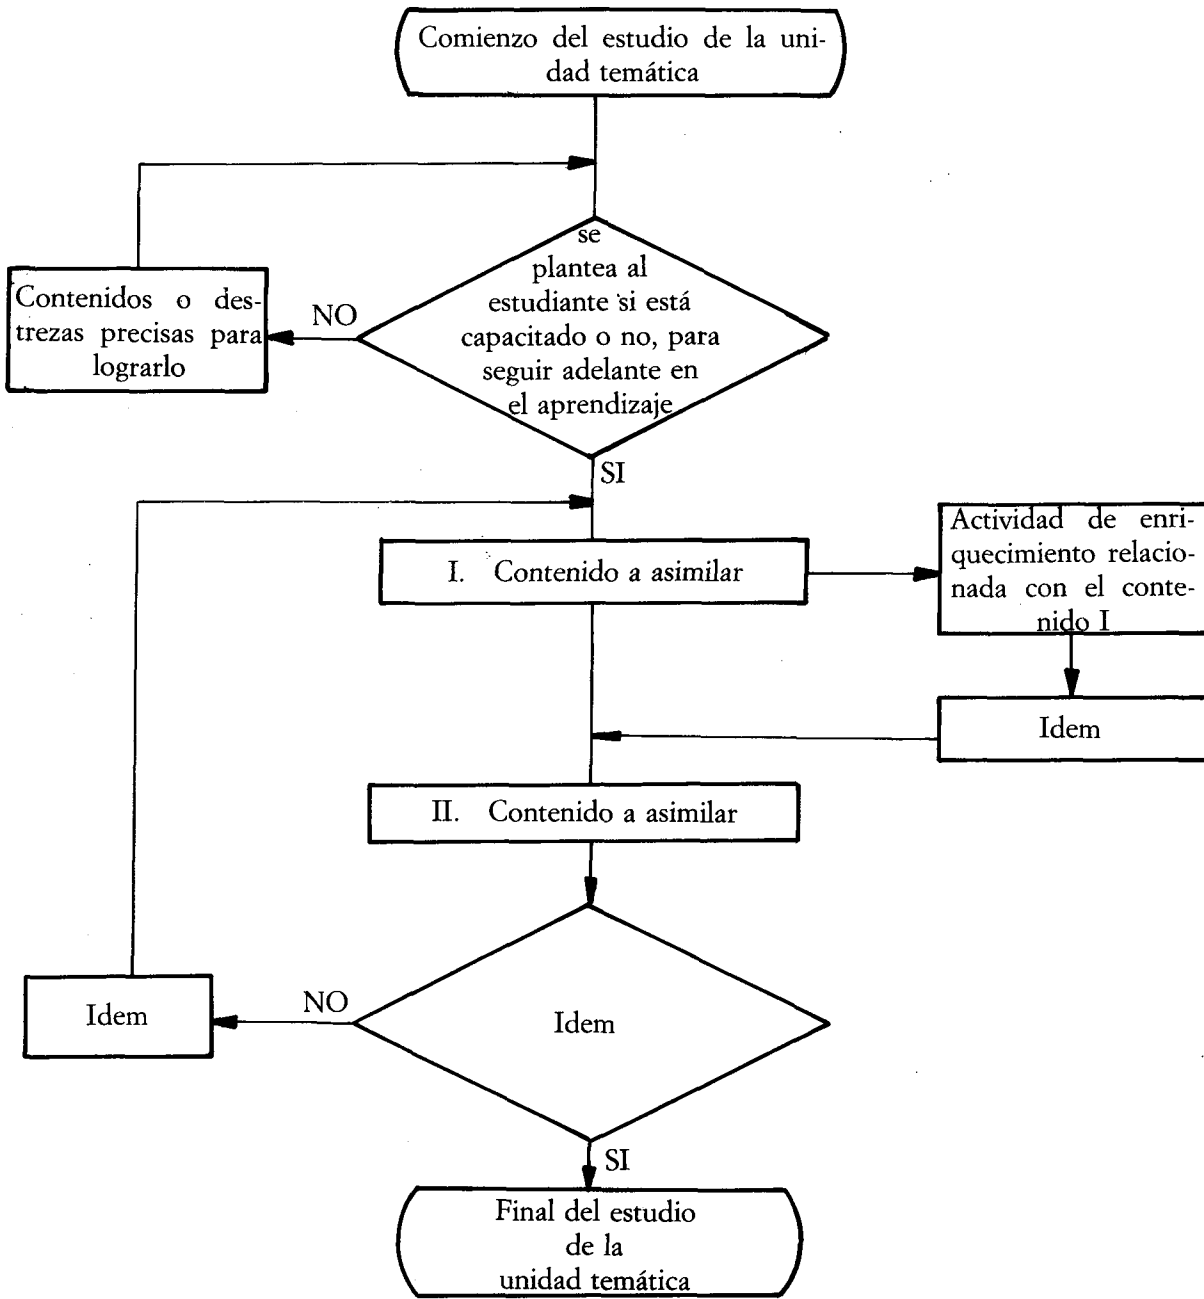 Comienzo del estudio de la uni-
dad temática
se
plantea al
estudiante si está
capacitado o no, para
seguir adelante en
el aprendizaje
NO
Contenidos o des-
trezas precisas para
lograrlo
SI
I. Contenido a asimilar
Actividad de enri-
quecimiento relacio-
nada con el conte-
nido I
Idem
II. Contenido a asimilar
Idem
NO
Idem
SI
Final del estudio
de la
unidad temática